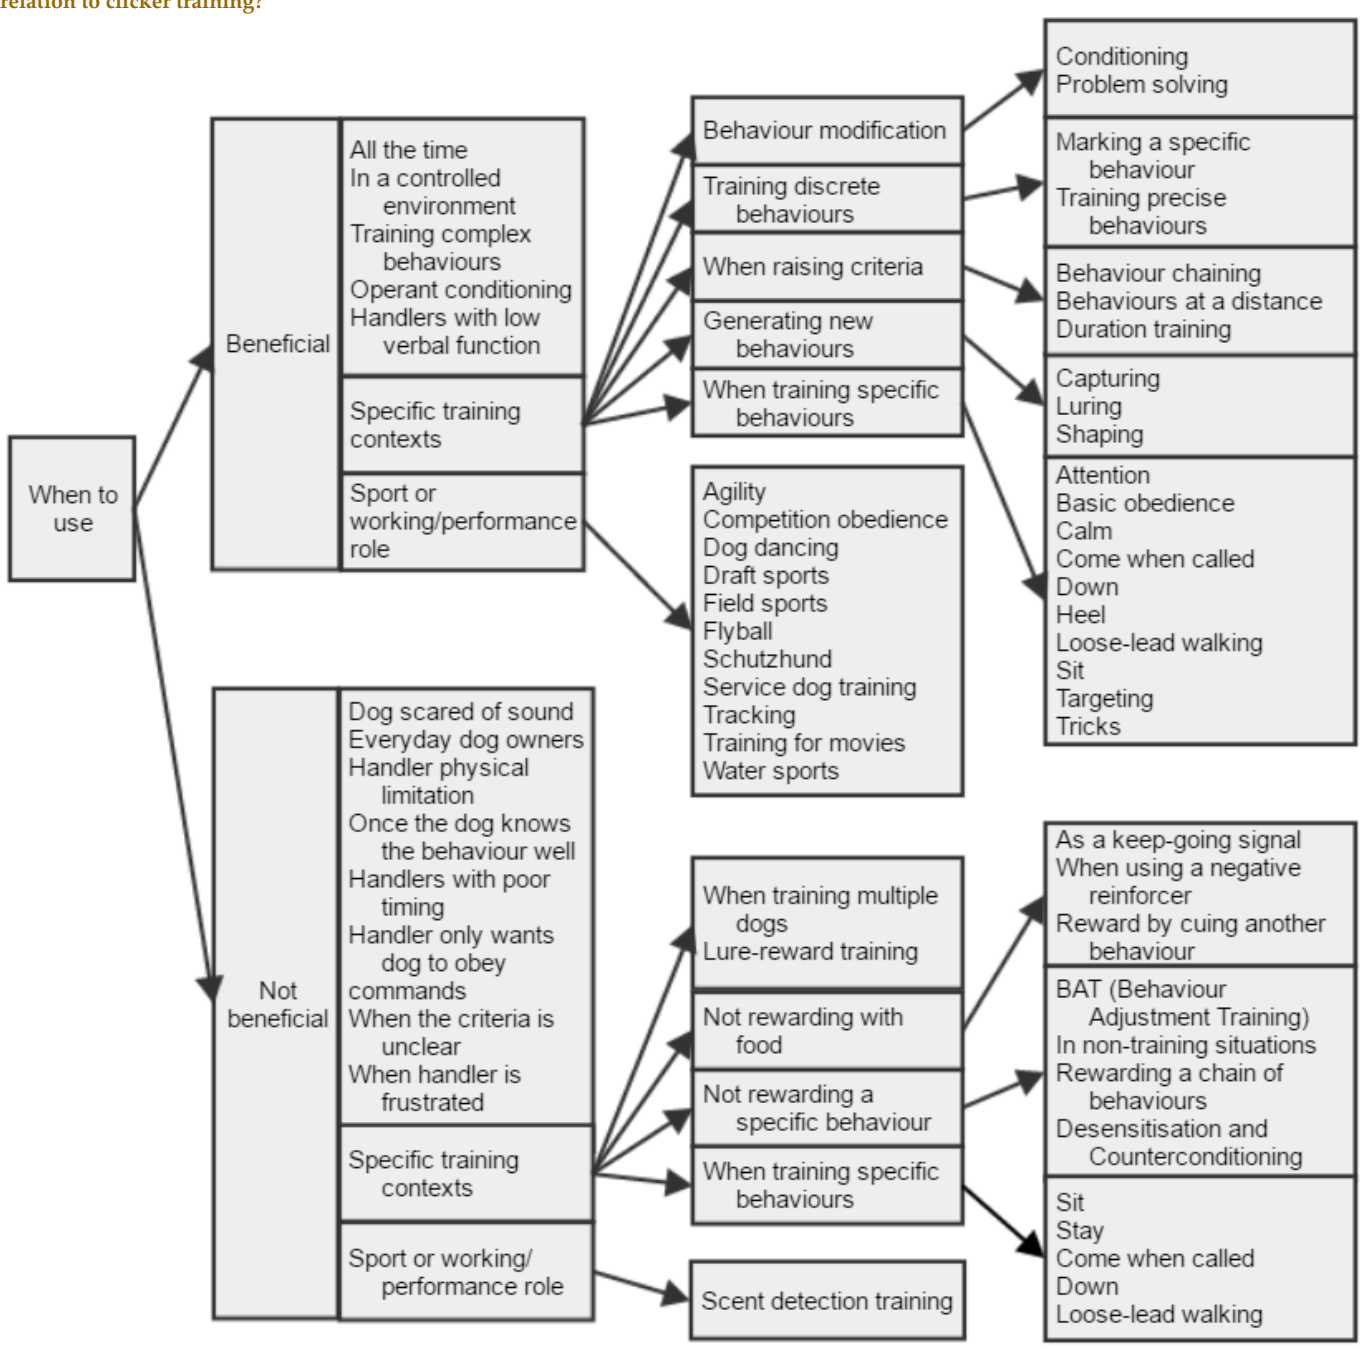 relation to clicker training?
When to
use
Beneficial
All the time
In a controlled
environment
Training complex
behaviours
Operant conditioning
Handlers with low
verbal function
Specific training
contexts
Sport or
working/performance
role
Behaviour modification
Training discrete
behaviours
When raising criteria
Generating new
behaviours
When training specific
behaviours
Agility
Competition obedience
Dog dancing
Draft sports
Field sports
Flyball
Schutzhund
Service dog training
Tracking
Training for movies
Water sports
Conditioning
Problem solving
Marking a specific
behaviour
Training precise
behaviours
Behaviour chaining
Behaviours at a distance
Duration training
Capturing
Luring
Shaping
Attention
Basic obedience
Calm
Come when called
Down
Heel
Loose-lead walking
Sit
Targeting
Tricks
Not
beneficial
Dog scared of sound
Everyday dog owners
Handler physical
limitation
Once the dog knows
the behaviour well
Handlers with poor
timing
Handler only wants
dog to obey
commands
When the criteria is
unclear
When handler is
frustrated
Specific training
contexts
Sport or working/
performance role
When training multiple
dogs
Lure-reward training
Not rewarding with
food
Not rewarding a
specific behaviour
When training specific
behaviours
Scent detection training
As a keep-going signal
When using a negative
reinforcer
Reward by cuing another
behaviour
BAT (Behaviour
Adjustment Training)
In non-training situations
Rewarding a chain of
behaviours
Desensitisation and
Counterconditioning
Sit
Stay
Come when called
Down
Loose-lead walking